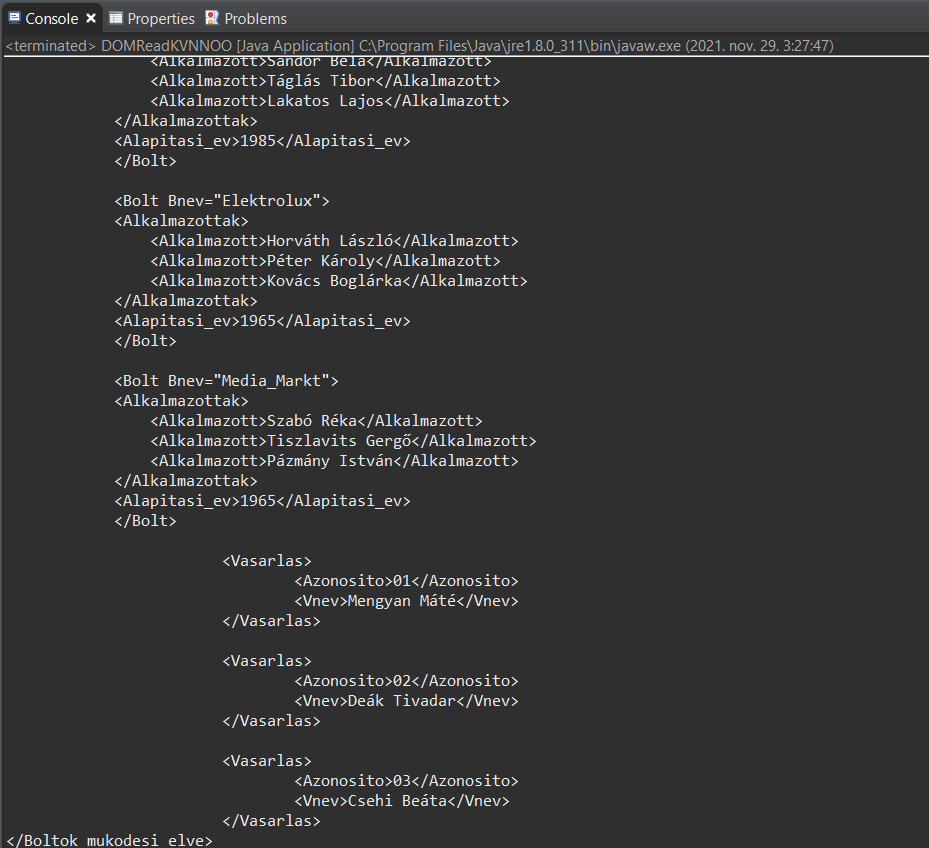 Console Properties Problems
<terminated> DOMReadKVNNOO [Java Application] C:\Program Files\Java\jre1.8.0_311\bin\javaw.exe (2021. nov. 29. 3:27:47)
<Alkalmazott>Sándor Béla</Alkalmazott>
<Alkalmazott>Táglás Tibor</Alkalmazott>
<Alkalmazott>Lakatos Lajos</Alkalmazott>
</Alkalmazottak>
<Alapitasi_ev>1985</Alapitasi_ev>
</Bolt>
<Bolt Bnev="Elektrolux">
<Alkalmazottak>
<Alkalmazott>Horváth László</Alkalmazott>
<Alkalmazott>Péter Károly</Alkalmazott>
<Alkalmazott>Kovács Boglárka</Alkalmazott>
</Alkalmazottak>
<Alapitasi_ev>1965</Alapitasi_ev>
</Bolt>
<Bolt Bnev="Media_Markt">
<Alkalmazottak>
<Alkalmazott>Szabó Réka</Alkalmazott>
<Alkalmazott>Tiszlavits Gergő</Alkalmazott>
<Alkalmazott>Pázmány István</Alkalmazott>
</Alkalmazottak>
<Alapitasi_ev>1965</Alapitasi_ev>
</Bolt>
<Vasarlas>
<Azonosito>01</Azonosito>
<Vnev>Mengyan Máté</Vnev>
</Vasarlas>
<Vasarlas>
<Azonosito>02</Azonosito>
<Vnev>Deák Tivadar</Vnev>
</Vasarlas>
<Vasarlas>
<Azonosito>03</Azonosito>
<Vnev>Csehi Beáta</Vnev>
</Vasarlas>
</Boltok_mukodesi_elve>